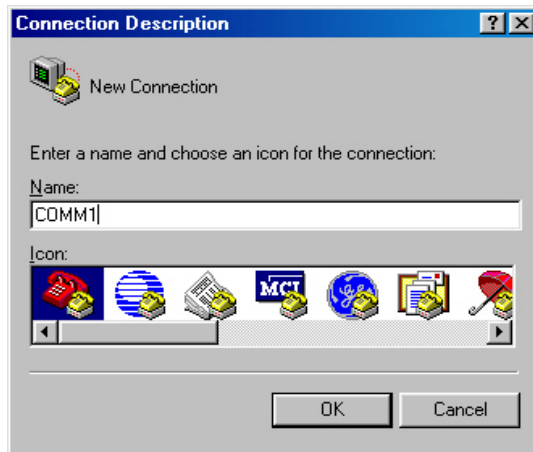 Connection Description
New Connection
Enter a name and choose an icon for the connection:
Name:
COMM1
Icon:
MCI
OK Cancel